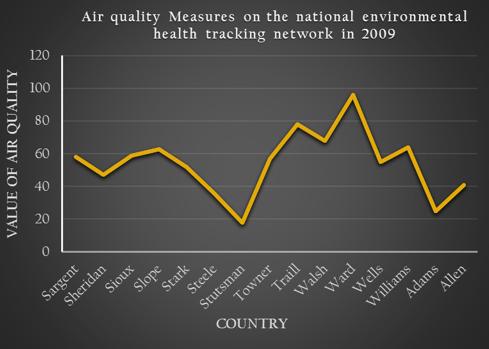 Air quality Measures on the national environmental
health tracking network in 2009
VALUE OF AIR QUALITY
120
100
80
60
40
20
0
Sargent
Sheridan
Sioux
Slope
Stark
Steele
Stutsman
Towner
Traill
Walsh
Ward
Wells
Williams
Adams
Allen
COUNTRY